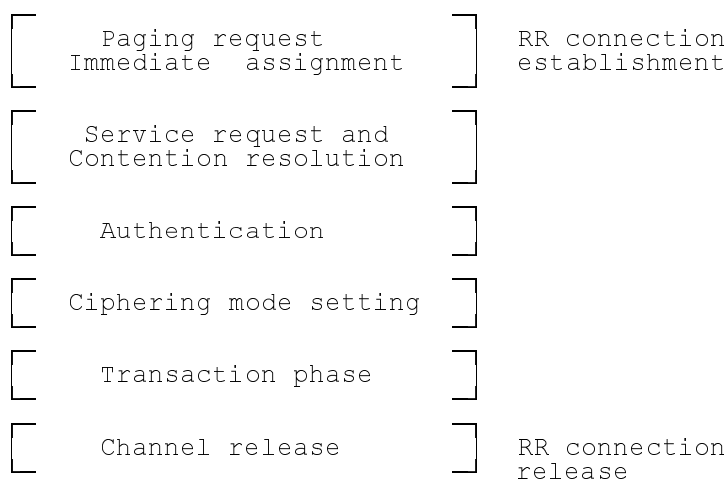 Paging request RR connection
Immediate assignment establishment
Service request and
Contention resolution
Authentication
Ciphering mode setting
Transaction phase
Channel release RR connection
release